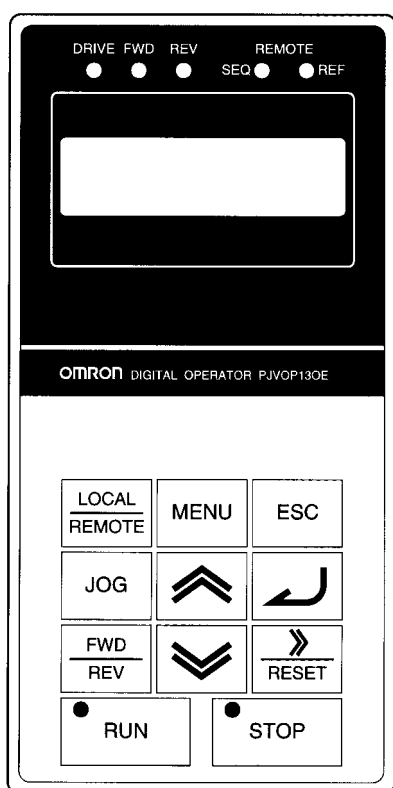 DRIVE FWD REV REMOTE
SEQ REF
OMRON DIGITAL OPERATOR PJVOP130E
LOCAL
REMOTE
MENU
ESC
JOG
FWD
REV
RESET
RUN
STOP